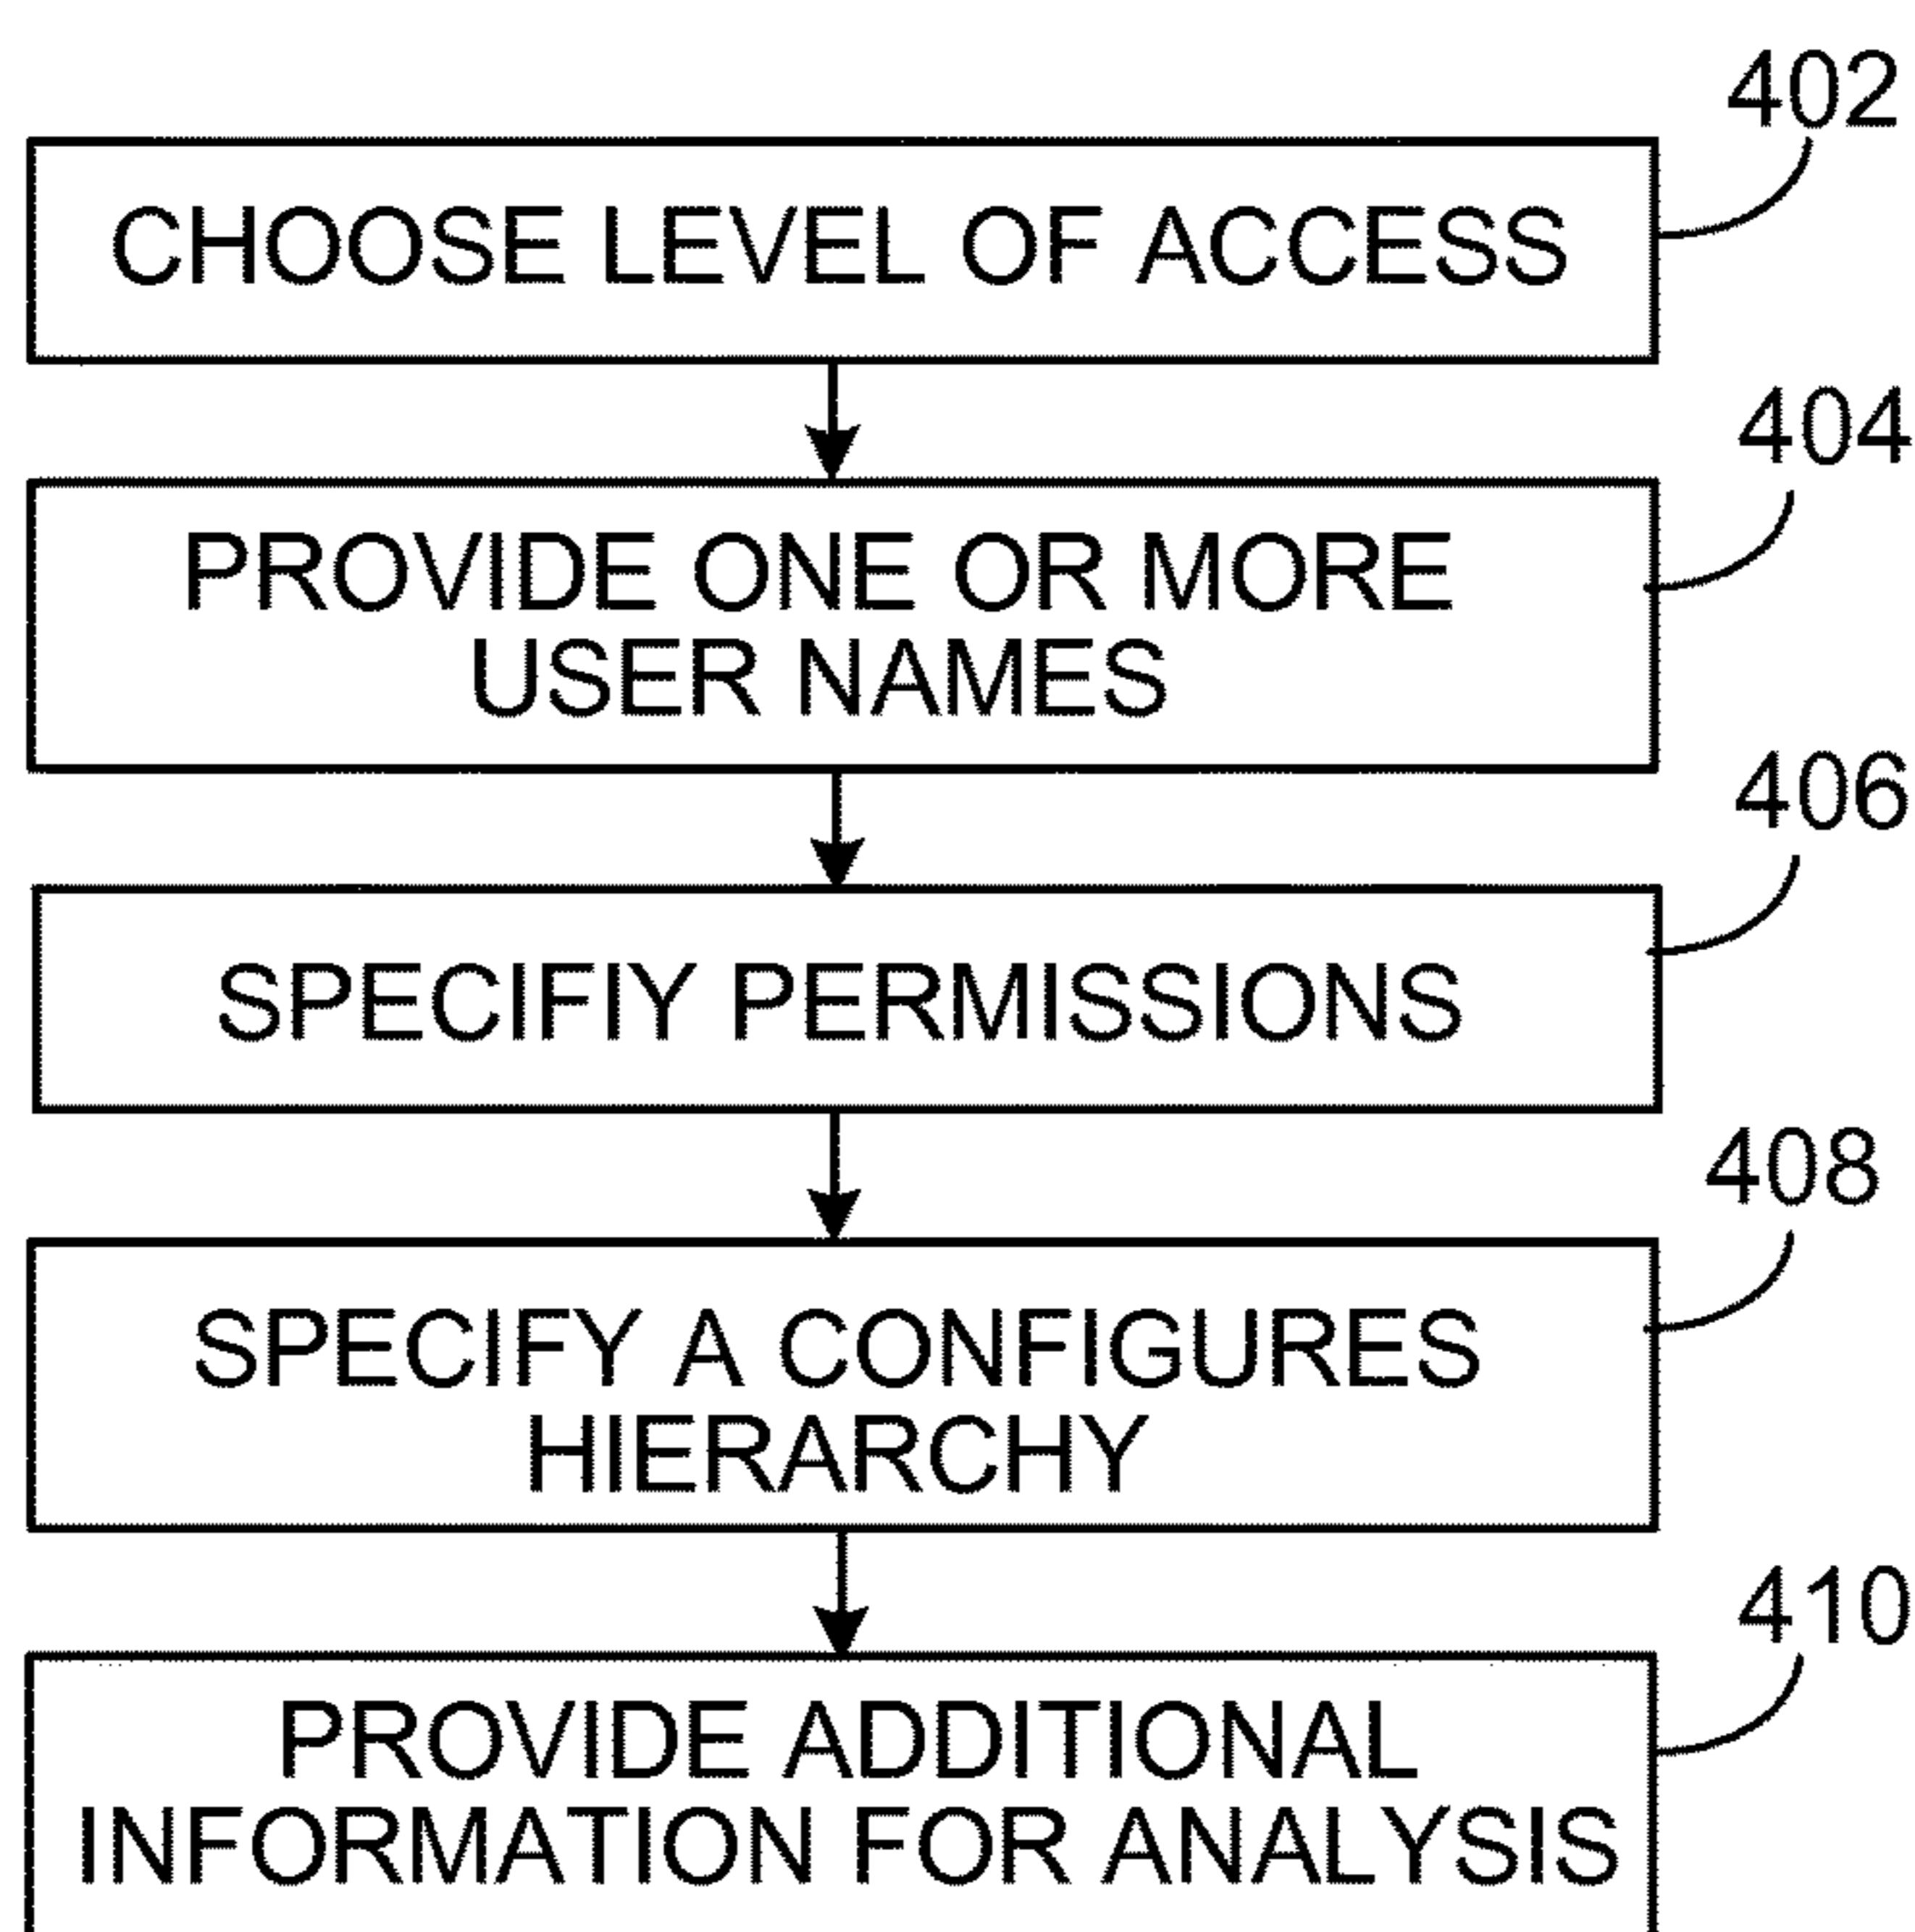 402
CHOOSE LEVEL OF ACCESS
404
PROVIDE ONE OR MORE
USER NAMES
406
SPECIFIY PERMISSIONS
408
SPECIFY A CONFIGURES
HIERARCHY
410
PROVIDE ADDITIONAL
INFORMATION FOR ANALYSIS